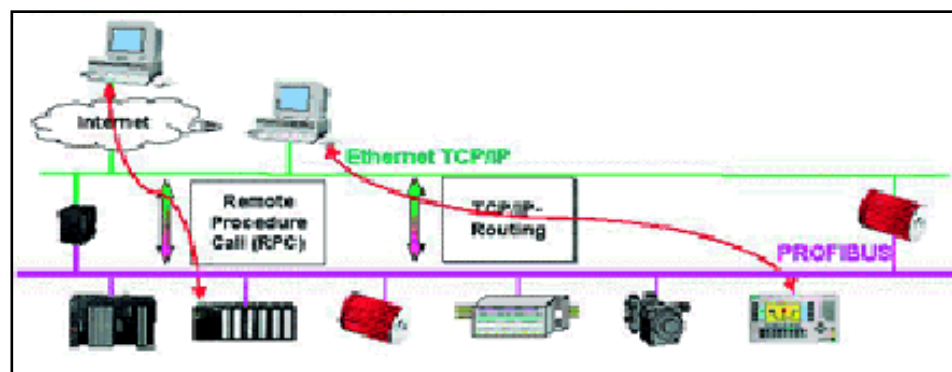 Internet
Ethernet TCP/IP
Remote
Procedure
Call (RPC)
TCP/IP-
Routing
PROFIBUS